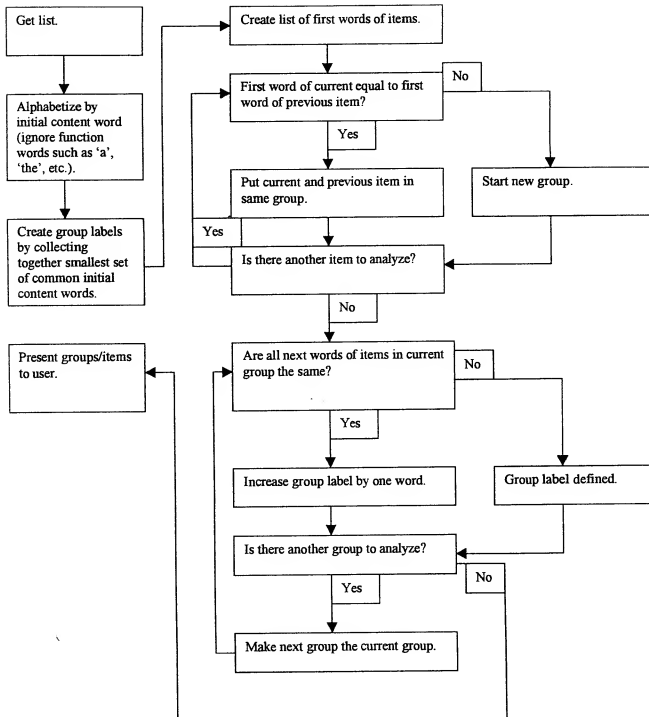 Get list.
Alphabetize by
initial content word
(ignore function
words such as 'a',
'the', etc.).
Create group labels
by collecting
together smallest set
of common initial
content words.
Create list of first words of items.
First word of current equal to first
word of previous item?
No
Yes
Put current and previous item in
same group.
Start new group.
Yes
Is there another item to analyze?
No
Present groups/items
to user.
Are all next words of items in current
group the same?
No
Yes
Increase group label by one word.
Group label defined.
Is there another group to analyze?
No
Yes
Make next group the current group.